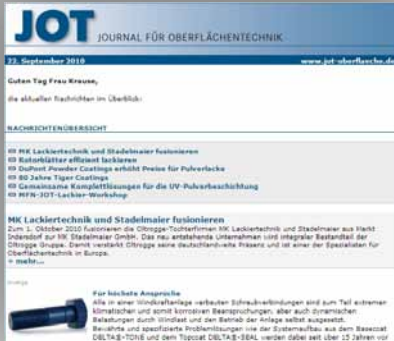 JOT JOURNAL FÜR OBERFLÄCHENTECHNIK
22. September 2010 www.jot-oberflaeche.de
Guten Tag Frau Krause,
die aktuellen Nachrichten im Überblick:
NACHRICHTENÜBERSICHT
MK Lackiertechnik und Stadelmaier fusionieren
Rotorblätter effizient lackieren
DuPont Powder Coatings erhöht Preise für Pulverlacke
80 Jahre Tiger Coatings
Gemeinsame Komplettlösungen für die UV-Pulverbeschichtung
MFN-JOT-Lackier-Workshop
MK Lackiertechnik und Stadelmaier fusionieren
Zum 1. Oktober 2010 fusionieren die Oltrogge-Tochterfirmen MK Lackiertechnik und Stadelmaier aus Markt
Indersdorf zur MK Stadelmaier GmbH. Das neu entstehende Unternehmen wird integraler Bestandteil der
Oltrogge Gruppe. Damit verstärkt Oltrogge seine deutschlandweite Präsenz und ist einer der Spezialisten für
Oberflächentechnik in Europa.
» mehr...
Anzeige
Für höchste Ansprüche
Alle in einer Windkraftanlage verbauten Schraubverbindungen sind zum Teil extremen
klimatischen und somit korrosiven Beanspruchungen, aber auch dynamischen
Belastungen durch Windlast und den Betrieb der Anlage selbst ausgesetzt.
Bewährte und spezifizierte Problemlösungen wie der Systemaufbau aus dem Basecoat
DELTA®-TONE und dem Topcoat DELTA®-SEAL werden dabei seit über 15 Jahren vor